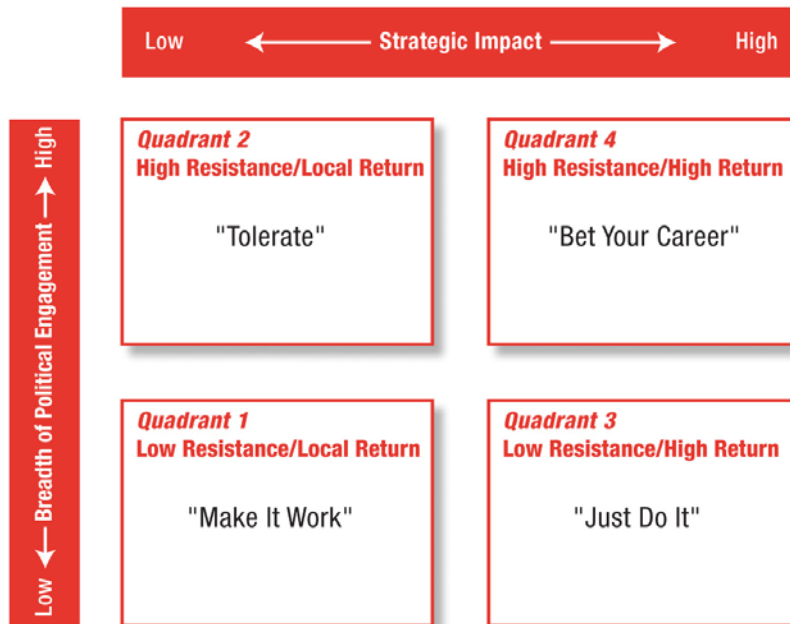 Low Strategic Impact High
High
Breadth of Political Engagement
Low
Quadrant 2
High Resistance/Local Return
"Tolerate"
Quadrant 4
High Resistance/High Return
"Bet Your Career"
Quadrant 1
Low Resistance/Local Return
"Make It Work"
Quadrant 3
Low Resistance/High Return
"Just Do It"